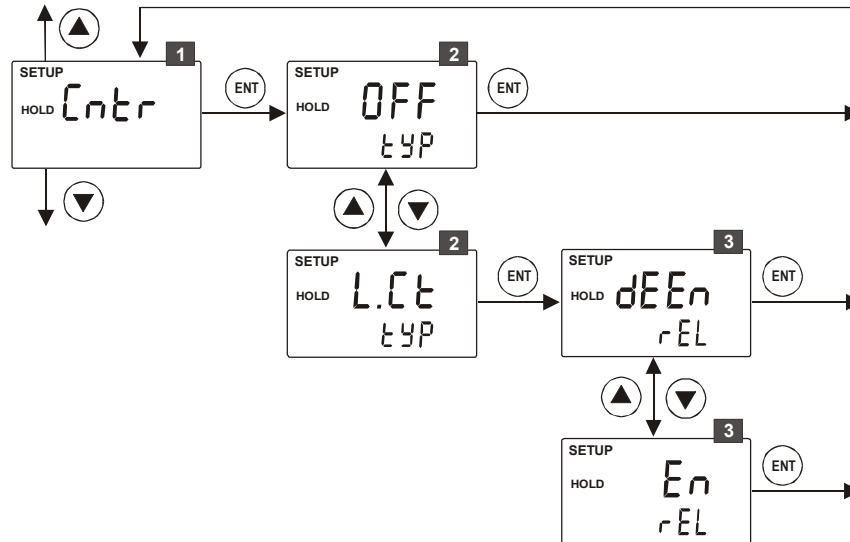 1
SETUP
HOLD Cntr
ENT
2
SETUP
HOLD OFF
typ
ENT
2
SETUP
HOLD L.Ct
typ
ENT
3
SETUP
HOLD dEEn
rEL
ENT
3
SETUP
HOLD En
rEL
ENT